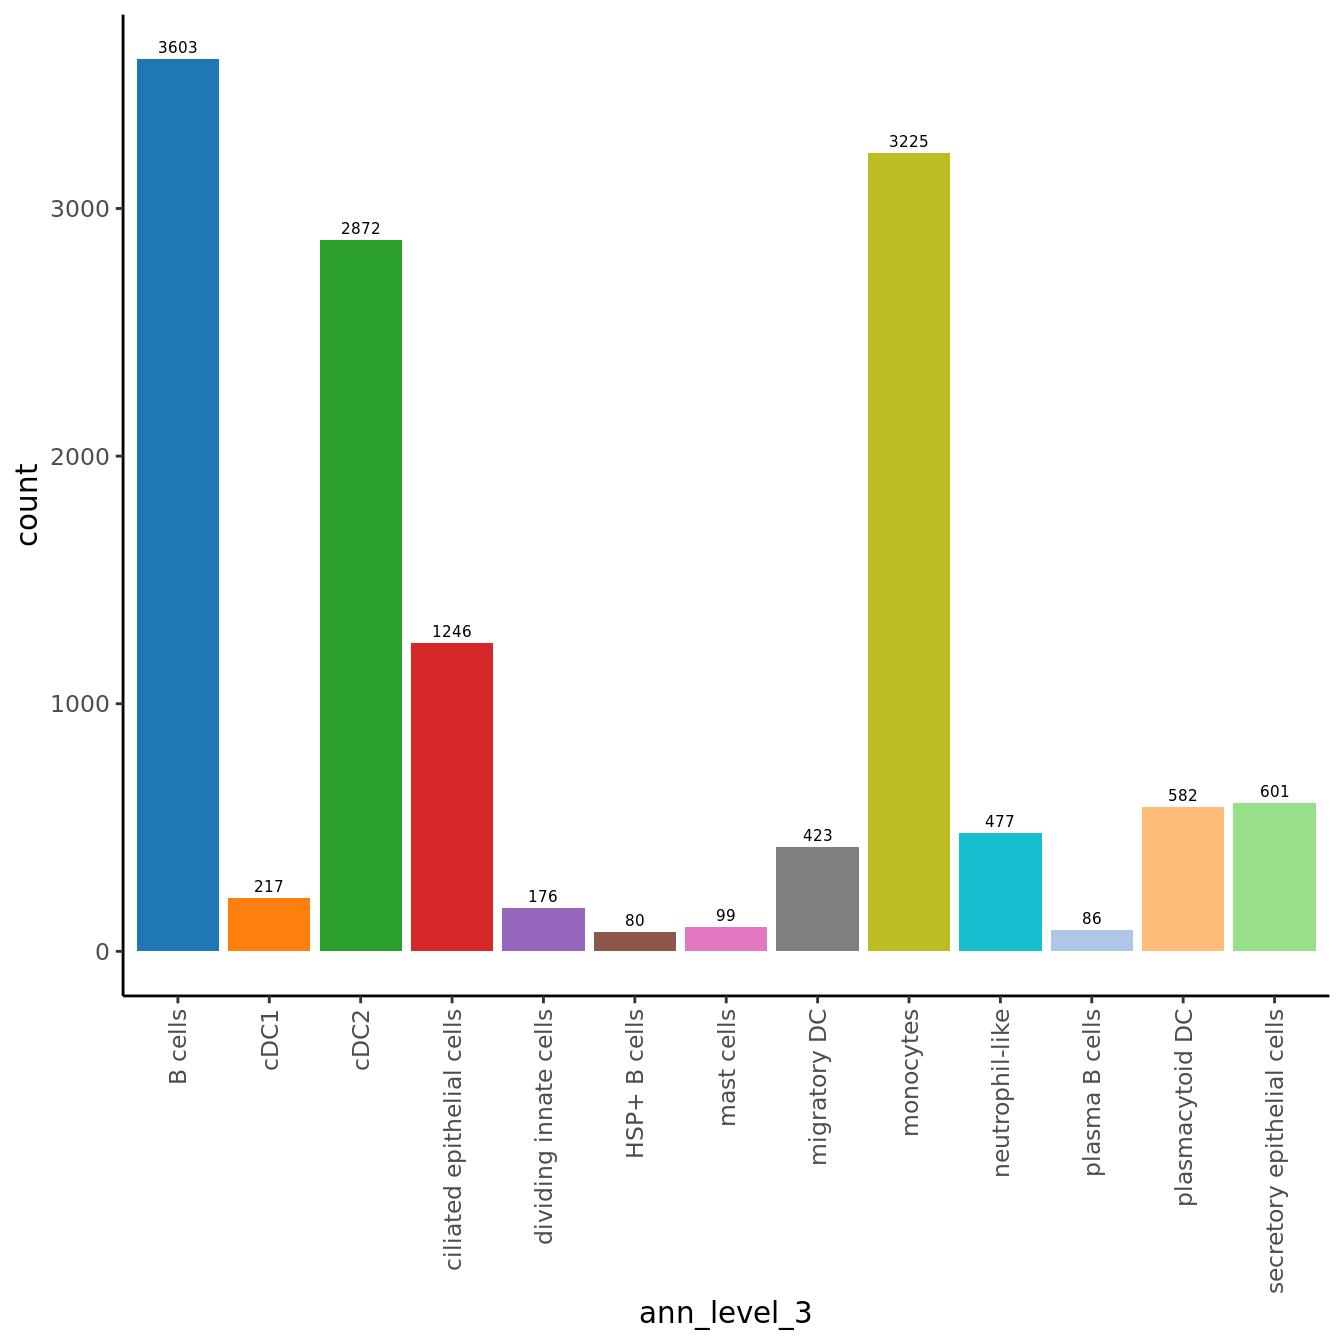 3603
3225
2872
1246
601
582
477
423
217
176
99
86
80
3000
2000
1000
0
count
B cells
cDC1
cDC2
ciliated epithelial cells
dividing innate cells
HSP+ B cells
mast cells
migratory DC
monocytes
neutrophil-like
plasma B cells
plasmacytoid DC
secretory epithelial cells
ann_level_3